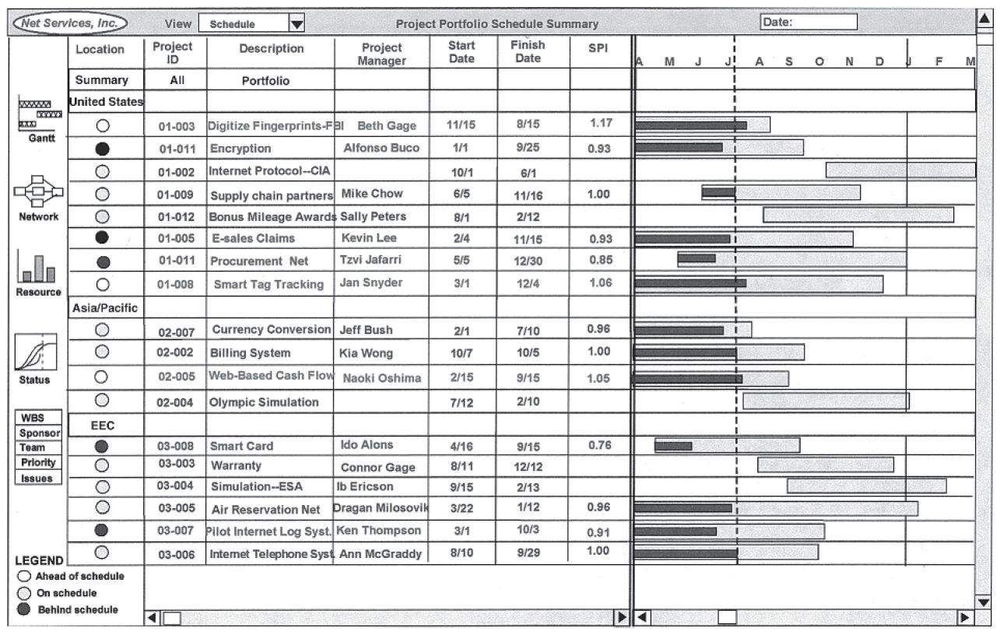 Net Services, Inc. View Schedule Project Portfolio Schedule Summary Date:
Location Project ID Description Project Manager Start Date Finish Date SPI A M J J A S O N D J F M
Summary All Portfolio
United States
01-003 Digitize Fingerprints-FBI Beth Gage 11/15 8/15 1.17
01-011 Encryption Alfonso Buco 1/1 9/25 0.93
01-002 Internet Protocol--CIA 10/1 6/1
01-009 Supply chain partners Mike Chow 6/5 11/16 1.00
01-012 Bonus Mileage Awards Sally Peters 8/1 2/12
01-005 E-sales Claims Kevin Lee 2/4 11/15 0.93
01-011 Procurement Net Tzvi Jafarri 5/5 12/30 0.85
01-008 Smart Tag Tracking Jan Snyder 3/1 12/4 1.06
Asia/Pacific
02-007 Currency Conversion Jeff Bush 2/1 7/10 0.96
02-002 Billing System Kia Wong 10/7 10/5 1.00
02-005 Web-Based Cash Flow Naoki Oshima 2/15 9/15 1.05
02-004 Olympic Simulation 7/12 2/10
EEC
03-008 Smart Card Ido Alons 4/16 9/15 0.76
03-003 Warranty Connor Gage 8/11 12/12
03-004 Simulation--ESA Ib Ericson 9/15 2/13
03-005 Air Reservation Net Dragan Milosovik 3/22 1/12 0.96
03-007 Pilot Internet Log Syst. Ken Thompson 3/1 10/3 0.91
03-006 Internet Telephone Syst. Ann McGraddy 8/10 9/29 1.00
Gantt
Network
Resource
Status
WBS
Sponsor
Team
Priority
Issues
LEGEND
Ahead of schedule
On schedule
Behind schedule